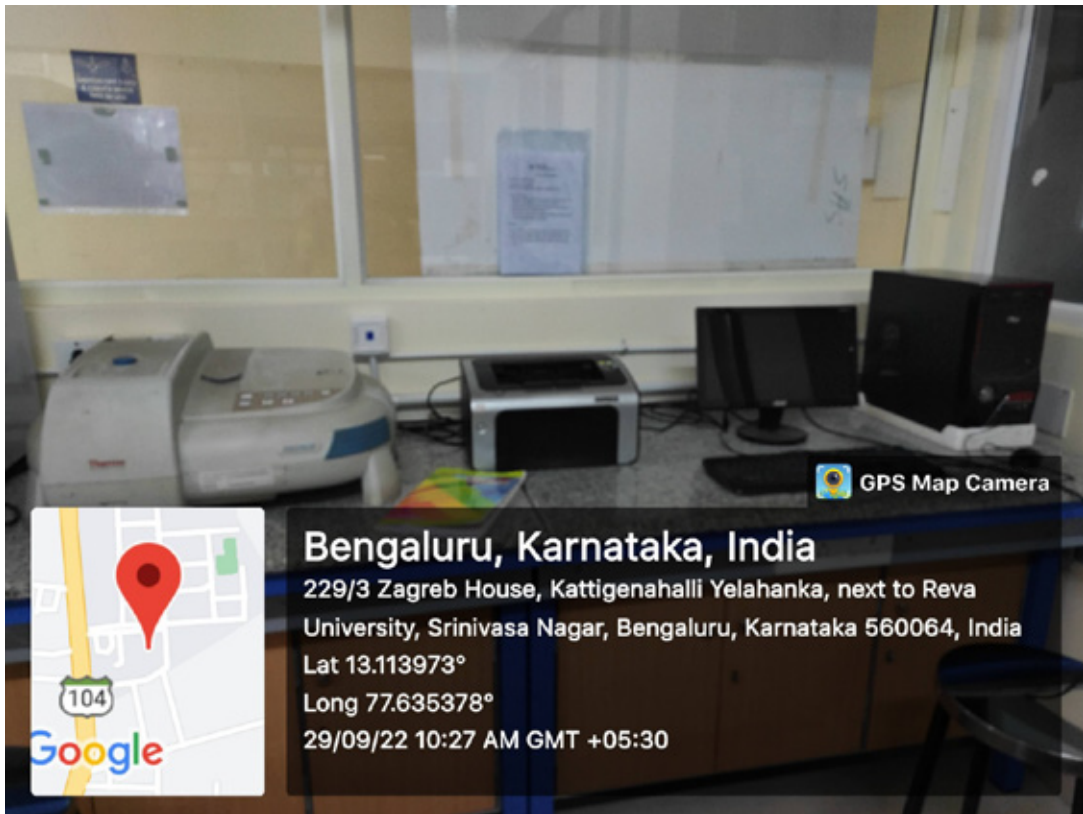 Thermo
GPS Map Camera
Bengaluru, Karnataka, India
229/3 Zagreb House, Kattigenahalli Yelahanka, next to Reva
University, Srinivasa Nagar, Bengaluru, Karnataka 560064, India
Lat 13.113973°
Long 77.635378°
29/09/22 10:27 AM GMT +05:30
104
Google